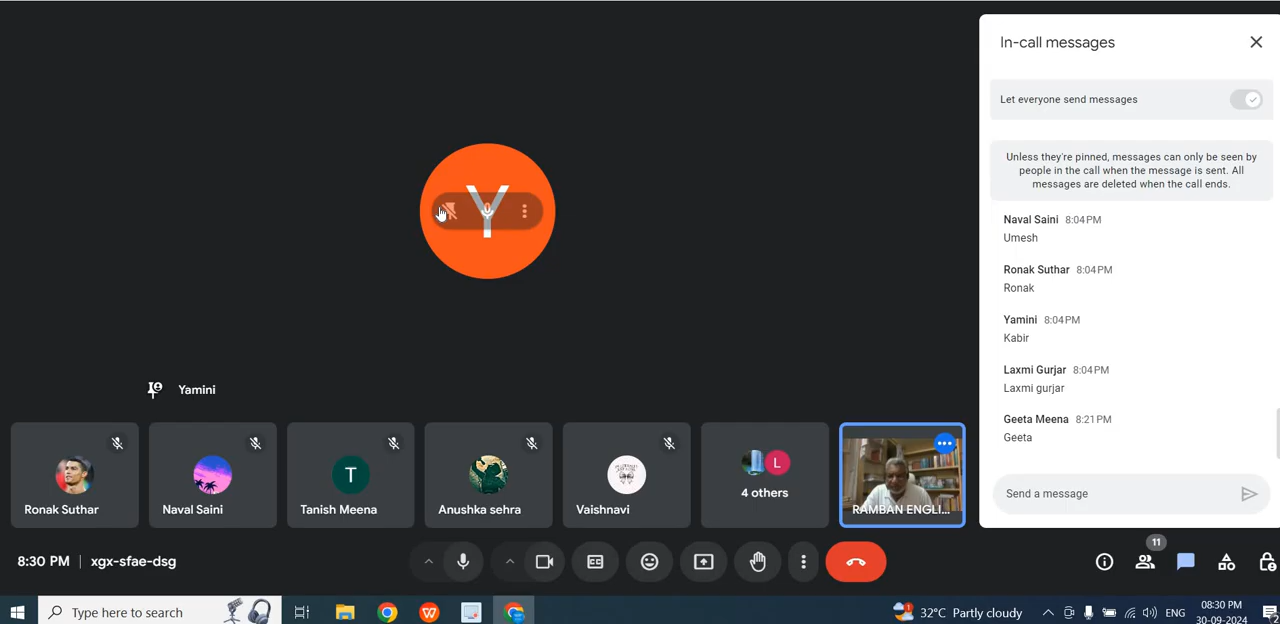 In-call messages
Let everyone send messages
Unless they're pinned, messages can only be seen by
people in the call when the message is sent. All
messages are deleted when the call ends.
Naval Saini 8:04 PM
Umesh
Ronak Suthar 8:04 PM
Ronak
Yamini 8:04 PM
Kabir
Laxmi Gurjar 8:04 PM
Laxmi gurjar
Geeta Meena 8:21 PM
Geeta
Send a message
Y
Yamini
Ronak Suthar
Naval Saini
T
Tanish Meena
Anushka sehra
Vaishnavi
L
4 others
RAMBAN ENGLI...
8:30 PM | xgx-sfae-dsg
11
Type here to search
W
32°C Partly cloudy
ENG
08:30 PM
30-09-2024
2